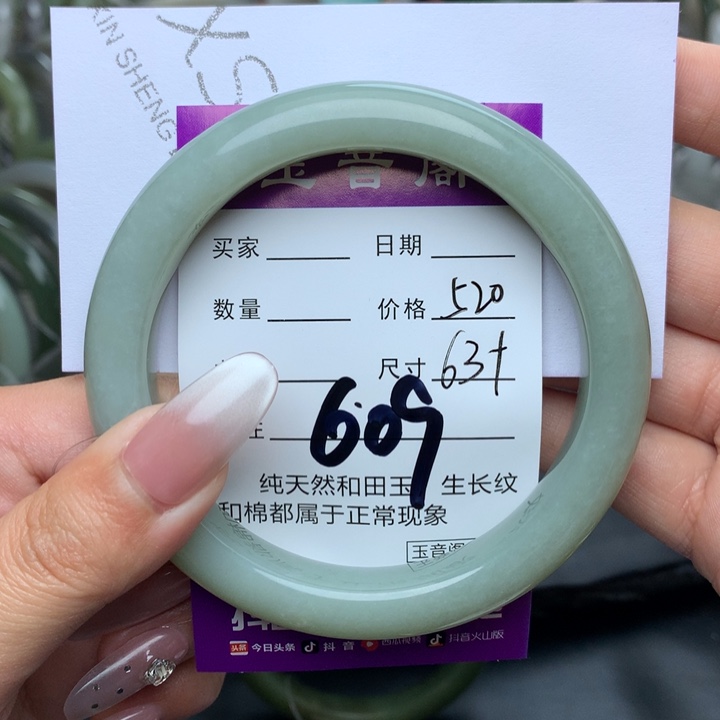 XS
XIN SHENG
玉音阁
买家 日期
数量 价格 520
尺寸 63+
609
纯天然和田玉 生长纹
和棉都属于正常现象
玉音阁
今日头条 抖音 西瓜视频 抖音火山版